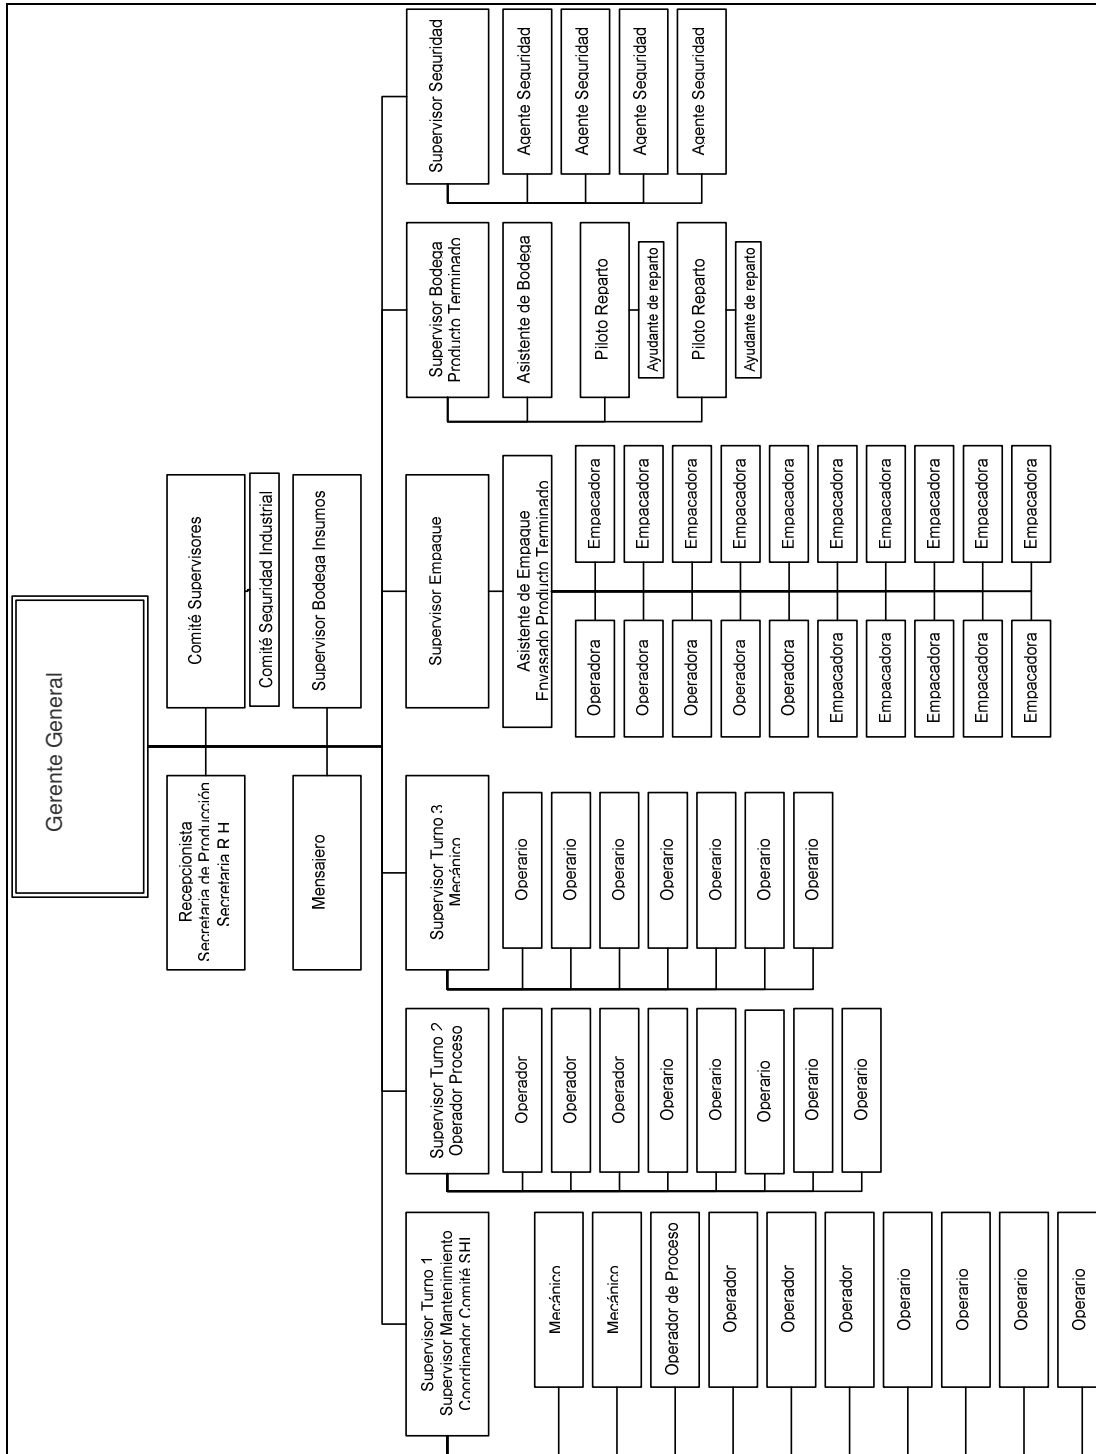 Gerente General
Recepcionista
Secretaria de Producción
Secretaria R H
Comité Supervisores
Comité Seguridad Industrial
Mensajero
Supervisor Bodega Insumos
Supervisor Turno 1
Supervisor Mantenimiento
Coordinador Comité SHI
Mecánico
Mecánico
Operador de Proceso
Operador
Operador
Operador
Operario
Operario
Operario
Operario
Supervisor Turno 2
Operador Proceso
Operador
Operador
Operador
Operario
Operario
Operario
Operario
Operario
Supervisor Turno 3
Mecánico
Operario
Operario
Operario
Operario
Operario
Operario
Operario
Supervisor Empaque
Asistente de Empaque
Envasado Producto Terminado
Operadora
Empacadora
Operadora
Empacadora
Operadora
Empacadora
Operadora
Empacadora
Operadora
Empacadora
Empacadora
Empacadora
Empacadora
Empacadora
Empacadora
Empacadora
Empacadora
Empacadora
Empacadora
Empacadora
Supervisor Bodega
Producto Terminado
Asistente de Bodega
Piloto Reparto
Ayudante de reparto
Piloto Reparto
Ayudante de reparto
Supervisor Seguridad
Agente Seguridad
Agente Seguridad
Agente Seguridad
Agente Seguridad